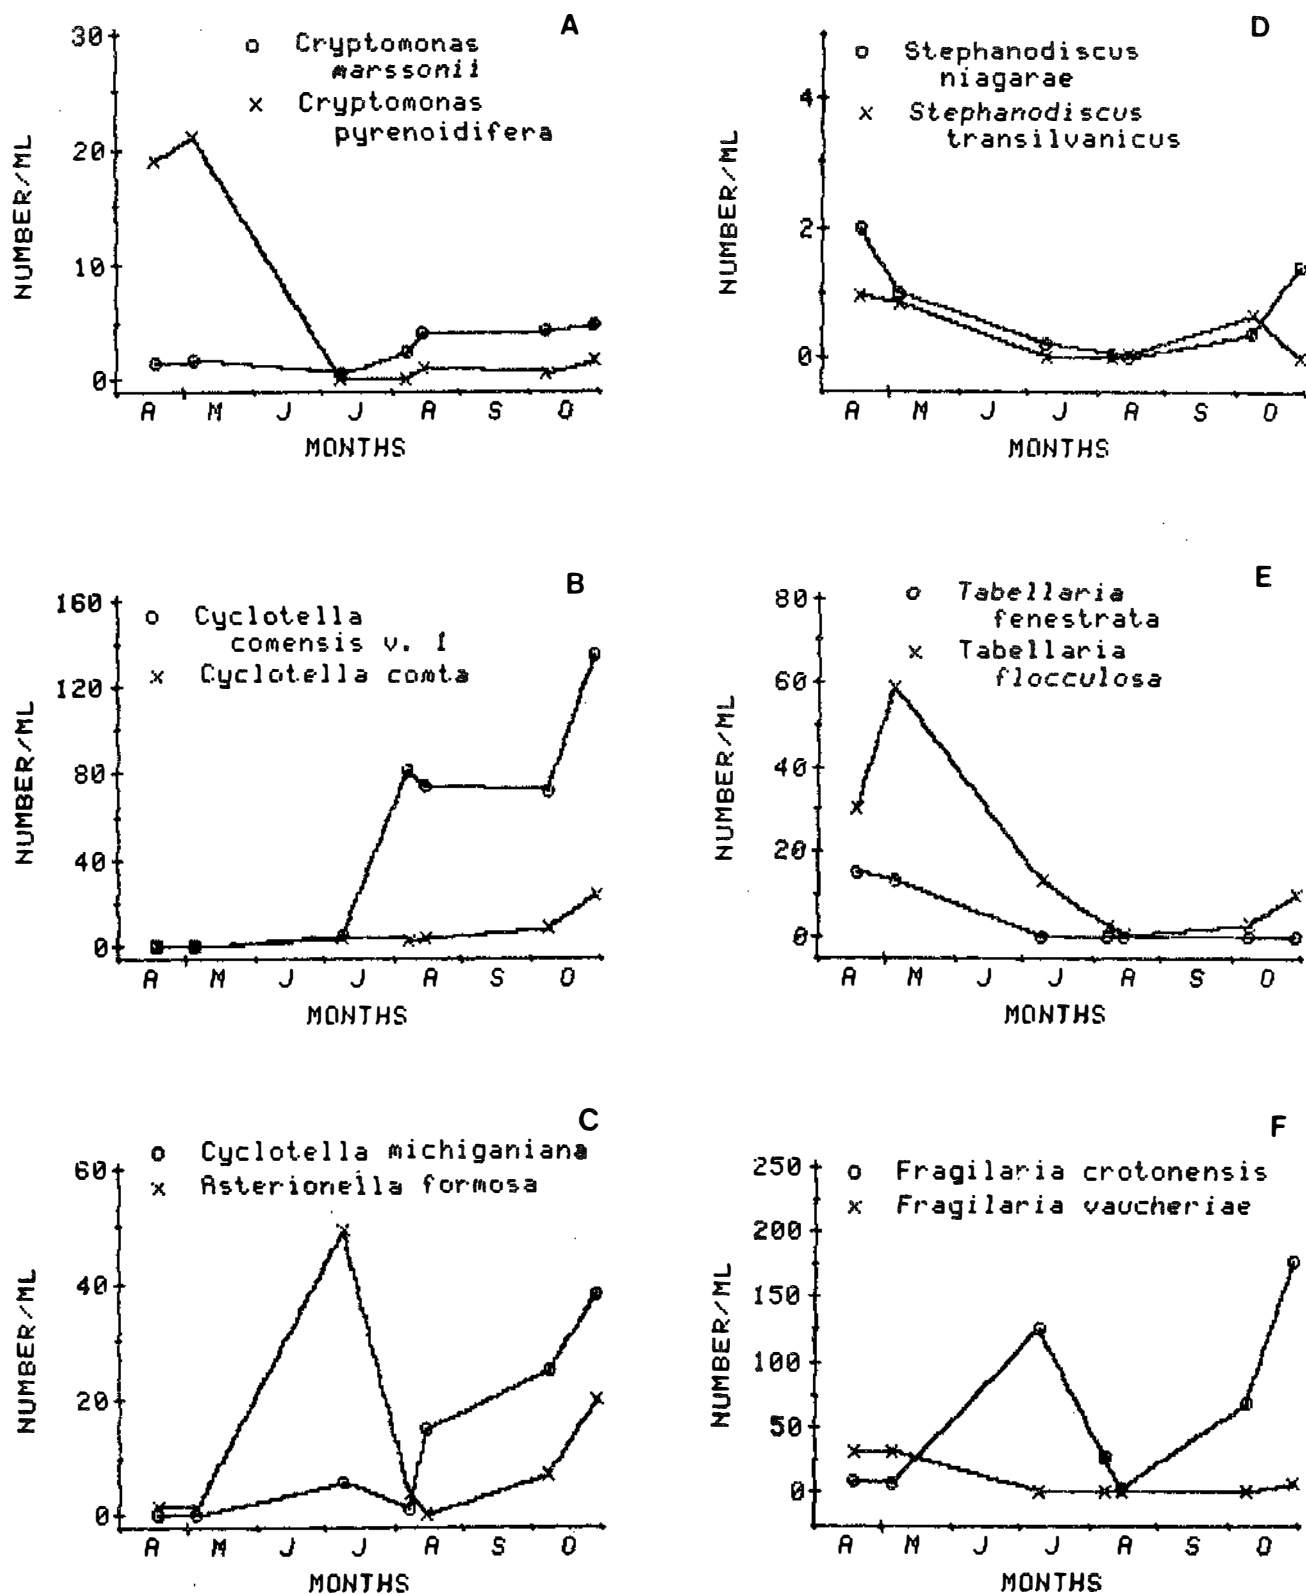 A
30
20
10
0
NUMBER/ML
o Cryptomonas
marssonii
x Cryptomonas
pyrenoidifera
A M J J A S O
MONTHS
D
4
2
0
NUMBER/ML
o Stephanodiscus
niagarae
x Stephanodiscus
transilvanicus
A M J J A S O
MONTHS
B
160
120
80
40
0
NUMBER/ML
o Cyclotella
comensis v. 1
x Cyclotella comta
A M J J A S O
MONTHS
E
80
60
40
20
0
NUMBER/ML
o Tabellaria
fenestrata
x Tabellaria
flocculosa
A M J J A S O
MONTHS
C
60
40
20
0
NUMBER/ML
o Cyclotella michiganiana
x Asterionella formosa
A M J J A S O
MONTHS
F
250
200
150
100
50
0
NUMBER/ML
o Fragilaria crotonensis
x Fragilaria vaucheriae
A M J J A S O
MONTHS